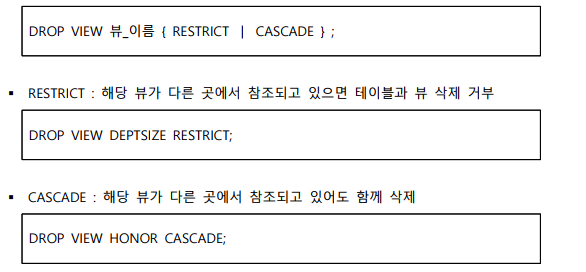 DROP VIEW 뷰_이름 { RESTRICT | CASCADE } ;
▪ RESTRICT : 해당 뷰가 다른 곳에서 참조되고 있으면 테이블과 뷰 삭제 거부
DROP VIEW DEPTSIZE RESTRICT;
▪ CASCADE : 해당 뷰가 다른 곳에서 참조되고 있어도 함께 삭제
DROP VIEW HONOR CASCADE;